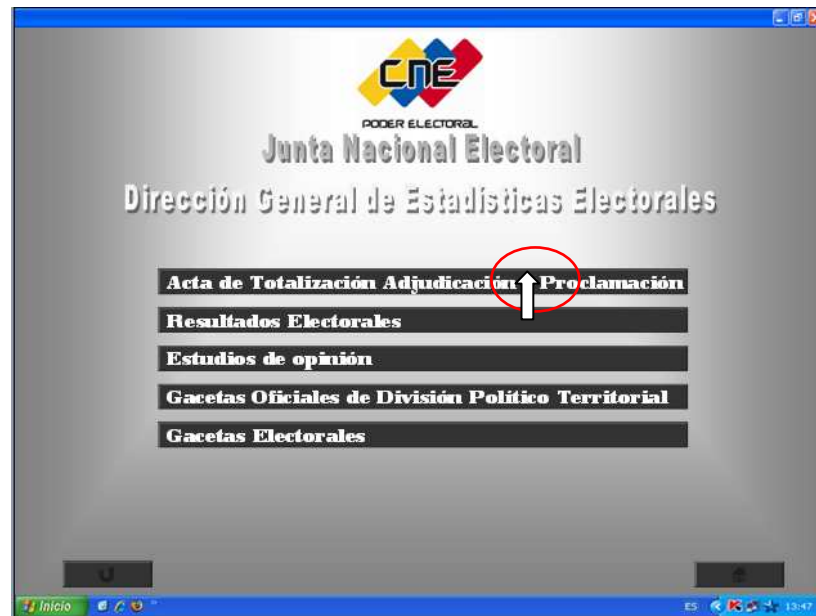 CNE
PODER ELECTORAL
Junta Nacional Electoral
Dirección General de Estadísticas Electorales
Acta de Totalización Adjudicación Proclamación
Resultados Electorales
Estudios de opinión
Gacetas Oficiales de División Político Territorial
Gacetas Electorales
Inicio
ES
13:47